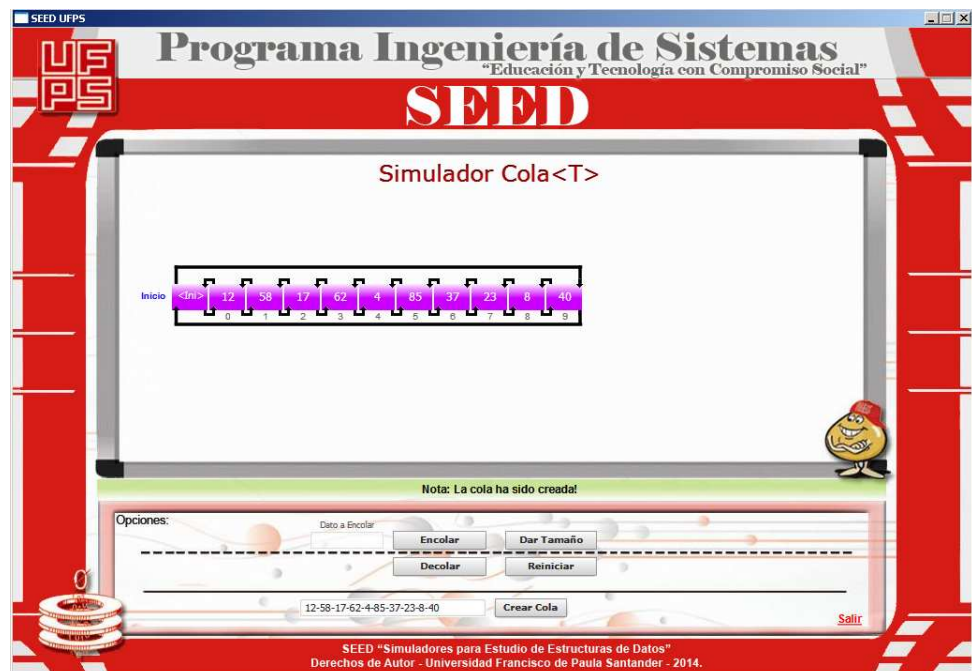 SEED UFPS
UFPS
Programa Ingeniería de Sistemas
“Educación y Tecnología con Compromiso Social”
SEED
Simulador Cola<T>
Inicio <Ini> 12 58 17 62 4 85 37 23 8 40
0 1 2 3 4 5 6 7 8 9
Nota: La cola ha sido creada!
Opciones:
Dato a Encolar
Encolar Dar Tamaño
Decolar Reiniciar
12-58-17-62-4-85-37-23-8-40 Crear Cola
Salir
SEED “Simuladores para Estudio de Estructuras de Datos”
Derechos de Autor - Universidad Francisco de Paula Santander - 2014.